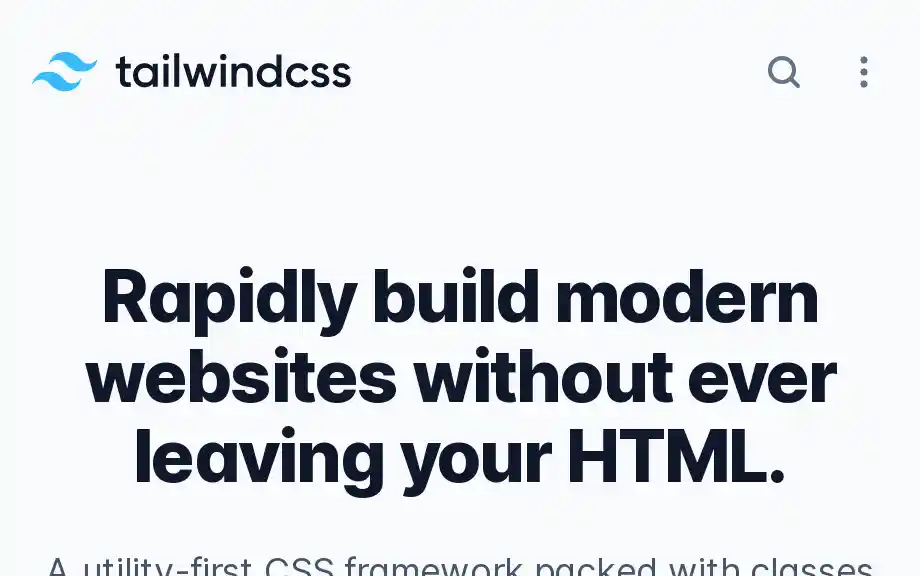 tailwindcss
Rapidly build modern
websites without ever
leaving your HTML.
A utility-first CSS framework packed with classes